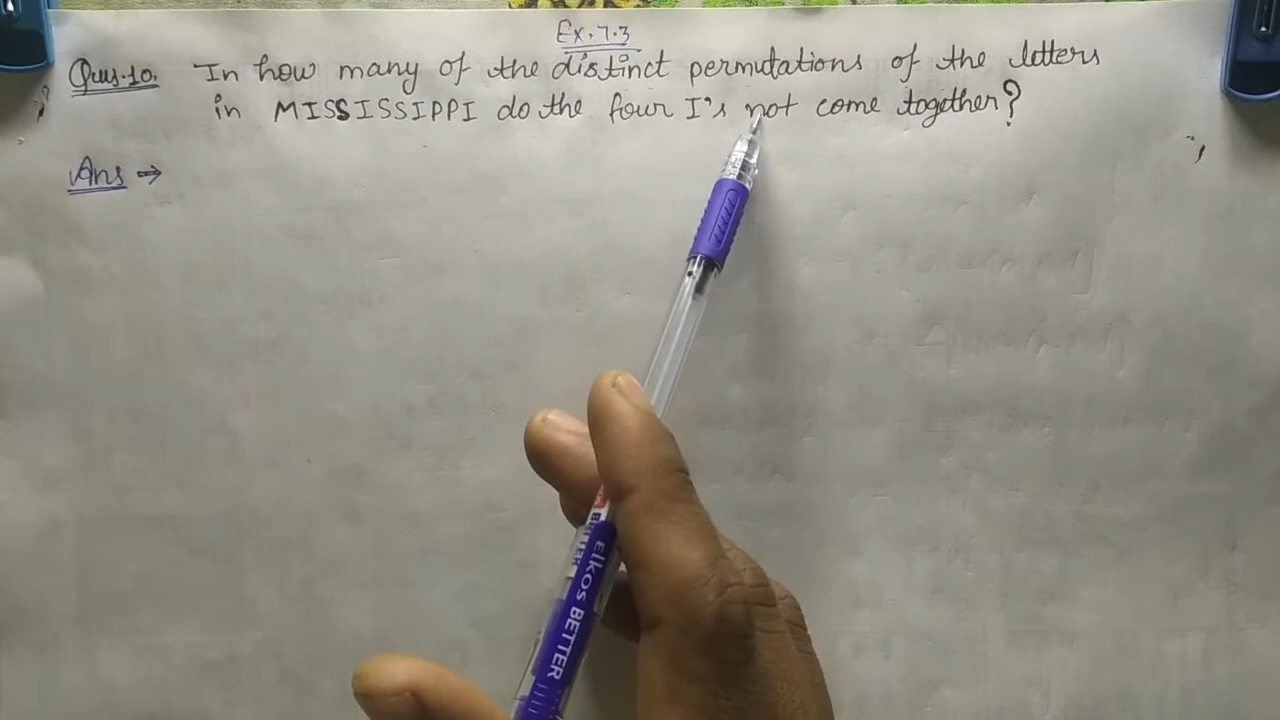 Ex. 7.3
Ques.10. In how many of the distinct permutations of the letters
in MISSISSIPPI do the four I's not come together?
Ans ⇒
elkos BETTER